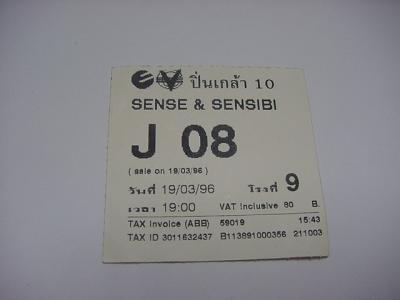 ปิ่นเกล้า 10
SENSE & SENSIBI
J 08
( sale on 19/03/96 )
วันที่ 19/03/96 โรงที่ 9
เวลา 19:00 VAT Inclusive 80 B.
TAX Invoice (ABB) 59019 15:43
TAX ID 3011632437 B113891000356 211003